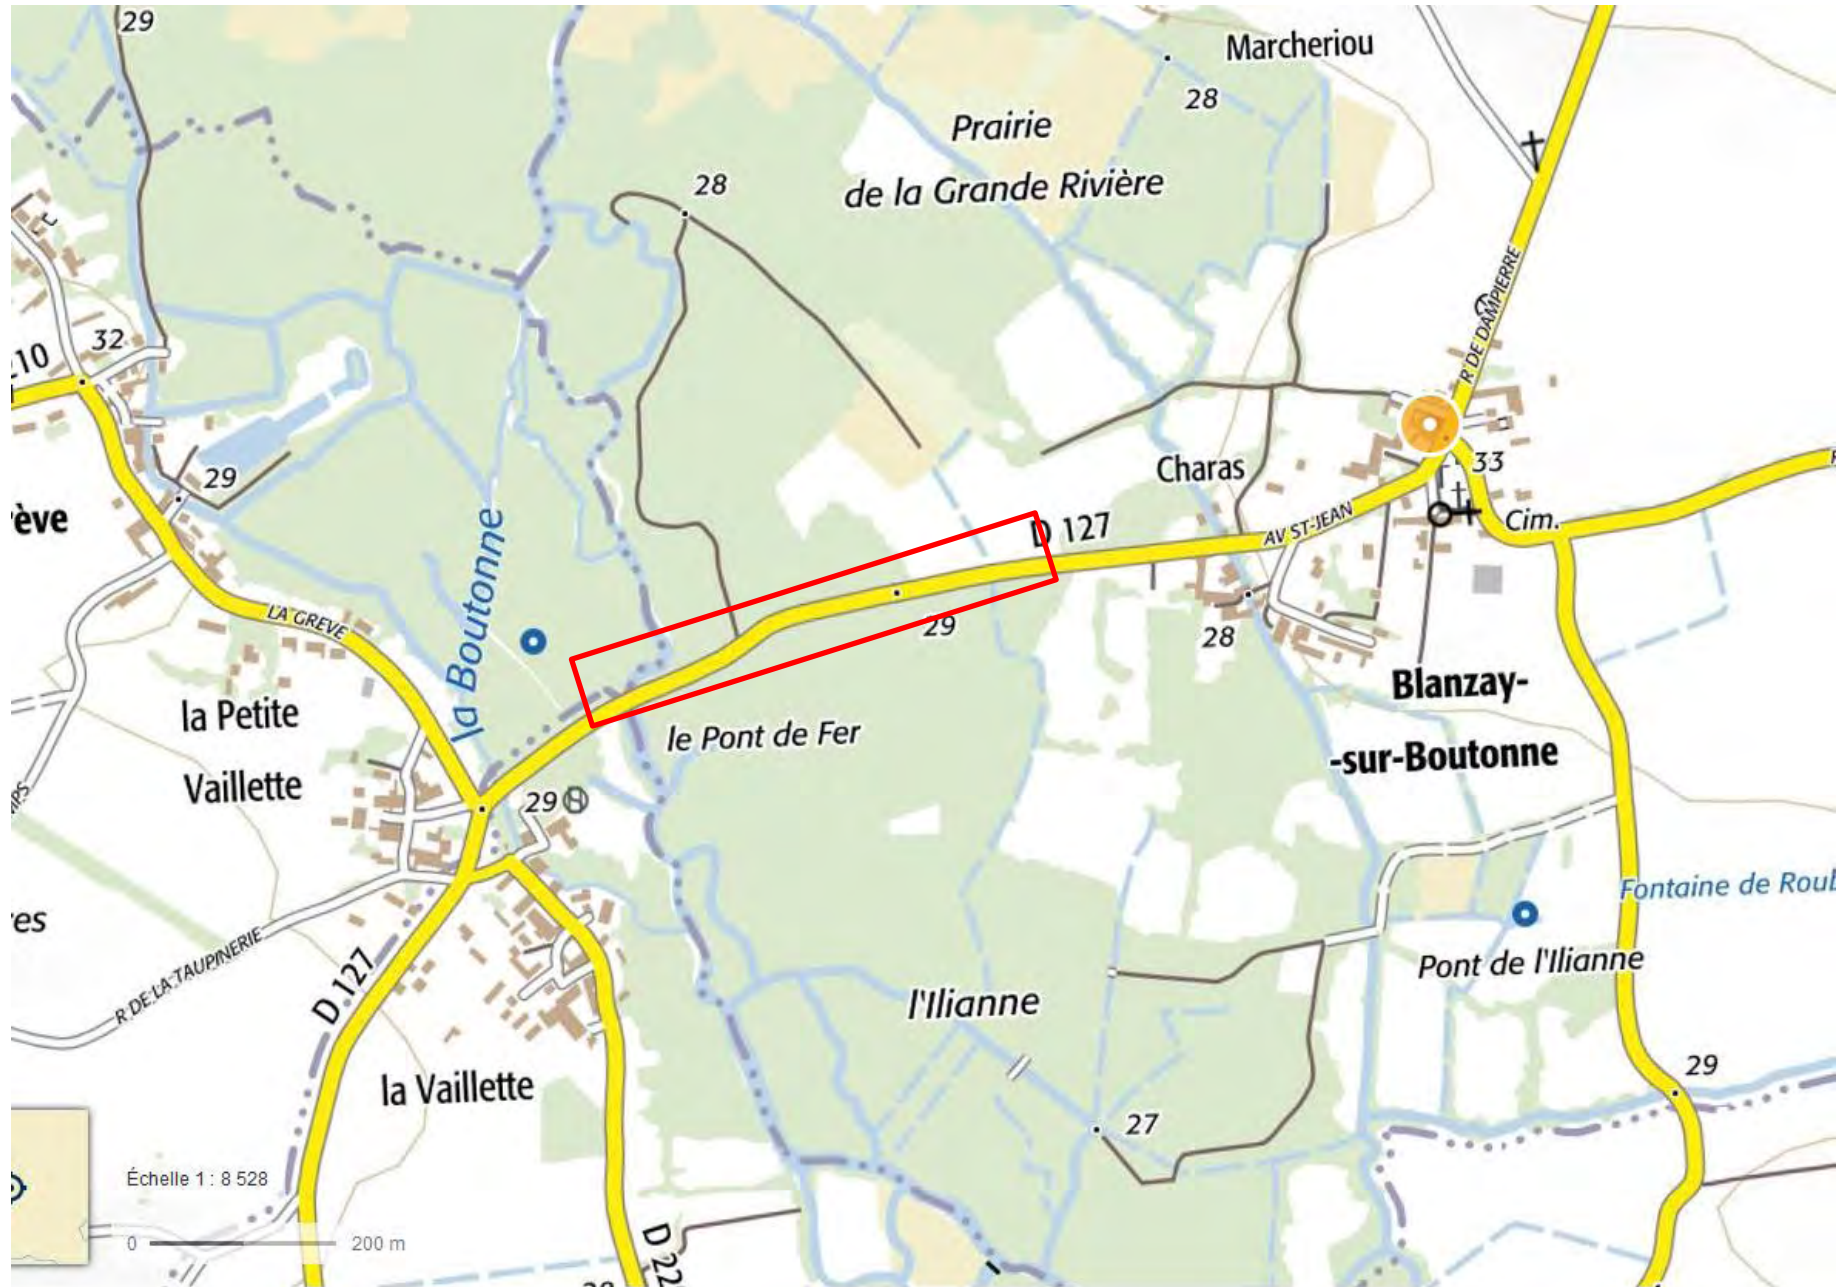 29
Marcheriou
28
Prairie
de la Grande Rivière
28
R DE DAMPIERRE
32
.10
29
Charas
33
ève
D 127
AV ST-JEAN
Cim.
LA GREVE
la Boutonne
29
28
Blanzay-
-sur-Boutonne
la Petite
Vaillette
le Pont de Fer
29
Fontaine de Roub
es
R DE LA TAUPINERIE
D 127
Pont de l'Ilianne
l'Ilianne
la Vaillette
29
27
Échelle 1 : 8 528
0
200 m
D 22